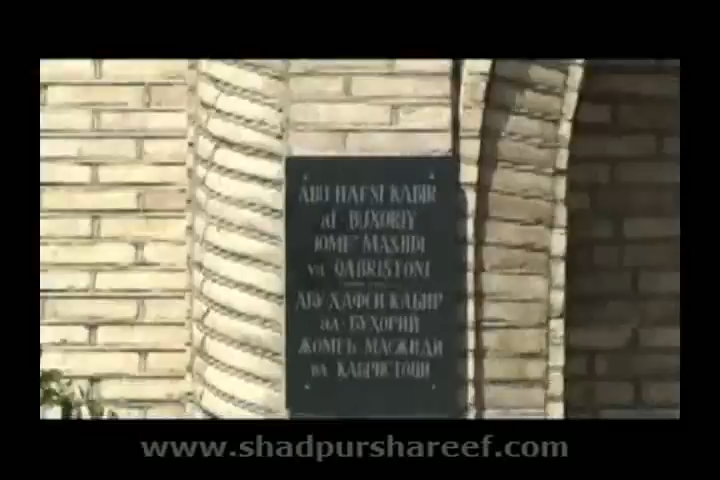 ABU HAFSI KABIR
al BUXORIY
JOME' MASJIDI
va QABRISTONI
АБУ ҲАФСИ КАБИР
ал БУХОРИЙ
ЖОМЕЪ МАСЖИДИ
ва КАБРИСТОНИ
www.shadpurshareef.com